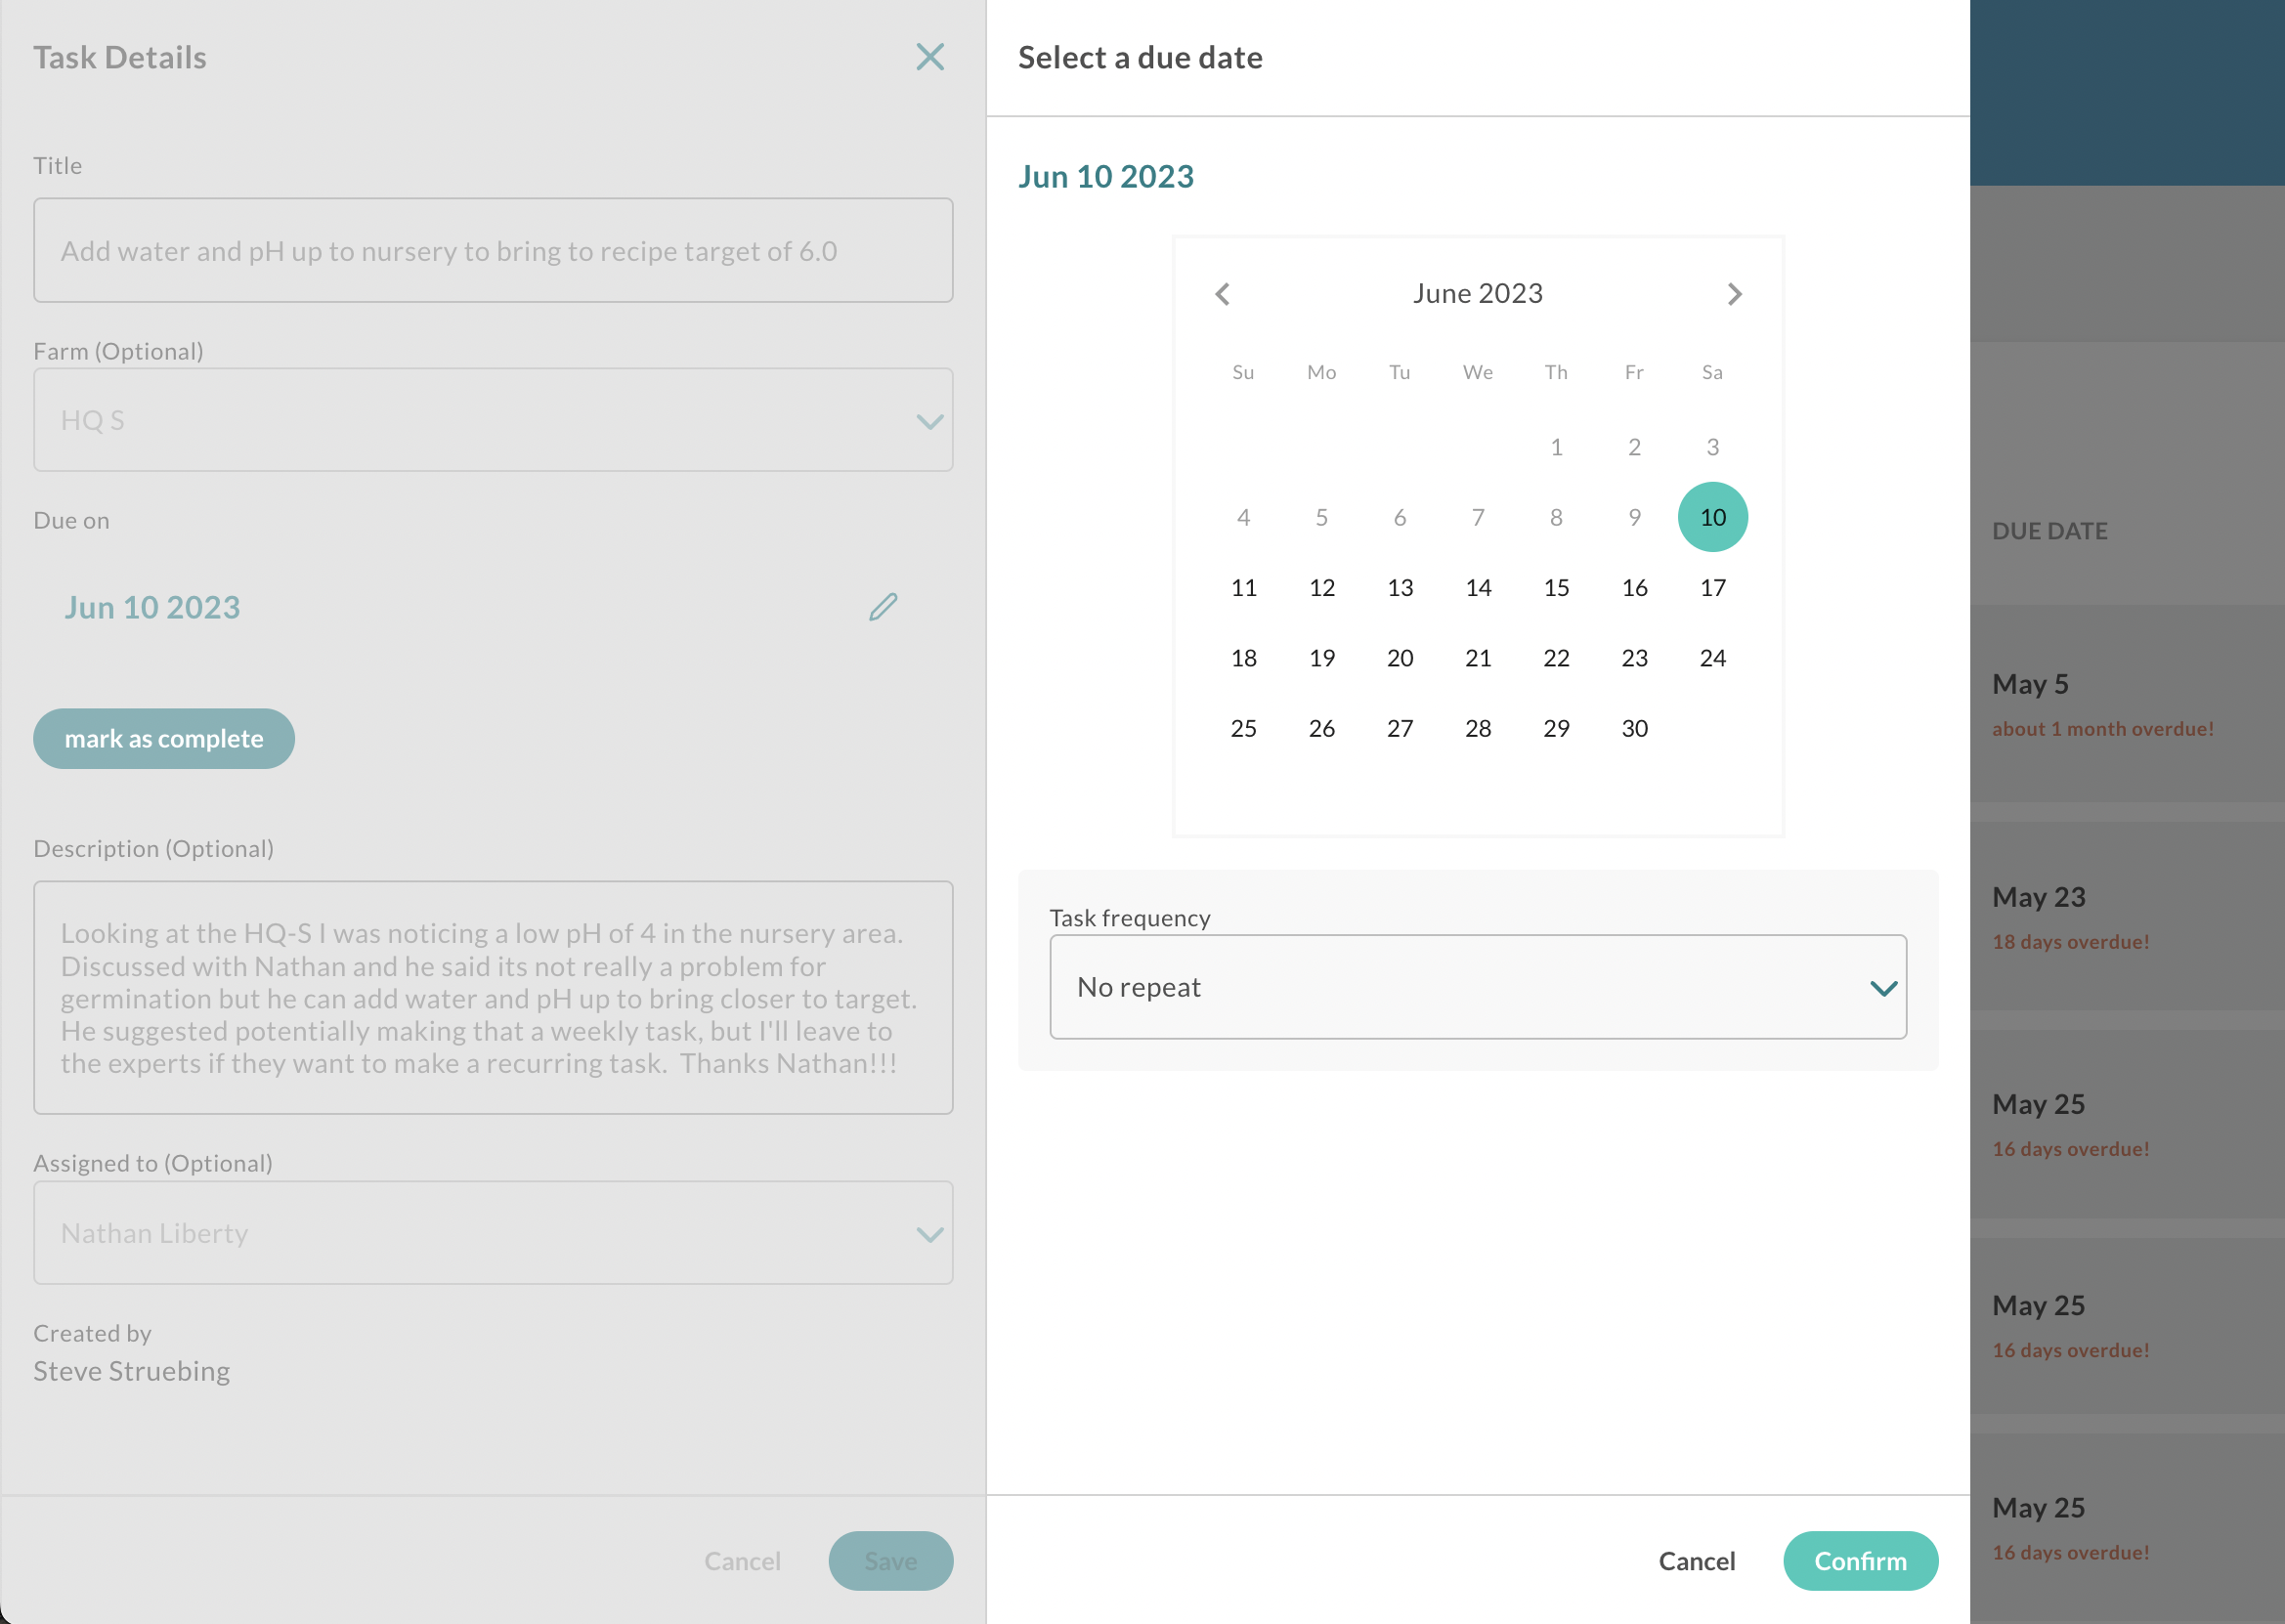 Task Details
Title
Add water and pH up to nursery to bring to recipe target of 6.0
Farm (Optional)
HQ S
Due on
Jun 10 2023
mark as complete
Description (Optional)
Looking at the HQ-S I was noticing a low pH of 4 in the nursery area.
Discussed with Nathan and he said its not really a problem for
germination but he can add water and pH up to bring closer to target.
He suggested potentially making that a weekly task, but I'll leave to
the experts if they want to make a recurring task.  Thanks Nathan!!!
Assigned to (Optional)
Nathan Liberty
Created by
Steve Struebing
Cancel Save
Select a due date
Jun 10 2023
June 2023
Su Mo Tu We Th Fr Sa
1 2 3
4 5 6 7 8 9 10
11 12 13 14 15 16 17
18 19 20 21 22 23 24
25 26 27 28 29 30
Task frequency
No repeat
Cancel Confirm
DUE DATE
May 5
about 1 month overdue!
May 23
18 days overdue!
May 25
16 days overdue!
May 25
16 days overdue!
May 25
16 days overdue!